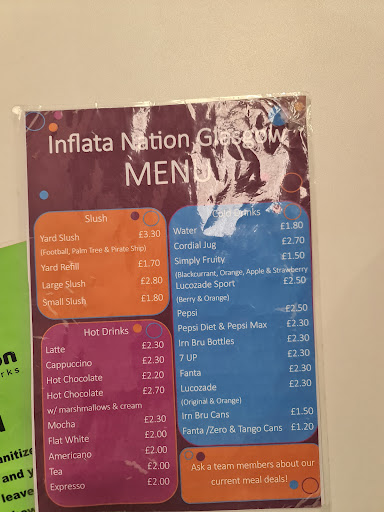 Inflata Nation Glasgow
MENU
Slush
Yard Slush £3.30
(Football, Palm Tree & Pirate Ship)
Yard Refill £1.70
Large Slush £2.80
Small Slush £1.80
Hot Drinks
Latte £2.30
Cappuccino £2.30
Hot Chocolate £2.20
Hot Chocolate £2.70
w/ marshmallows & cream
Mocha £2.30
Flat White £2.00
Americano £2.00
Tea £2.00
Expresso £2.00
Cold Drinks
Water £1.80
Cordial Jug £2.70
Simply Fruity £1.50
(Blackcurrant, Orange, Apple & Strawberry
Lucozade Sport £2.50
(Berry & Orange)
Pepsi £2.50
Pepsi Diet & Pepsi Max £2.30
Irn Bru Bottles £2.30
7 UP £2.30
Fanta £2.30
Lucozade £2.30
(Original & Orange)
Irn Bru Cans £1.50
Fanta /Zero & Tango Cans £1.20
Ask a team members about our
current meal deals!
on
rks
anitize
and y
leave